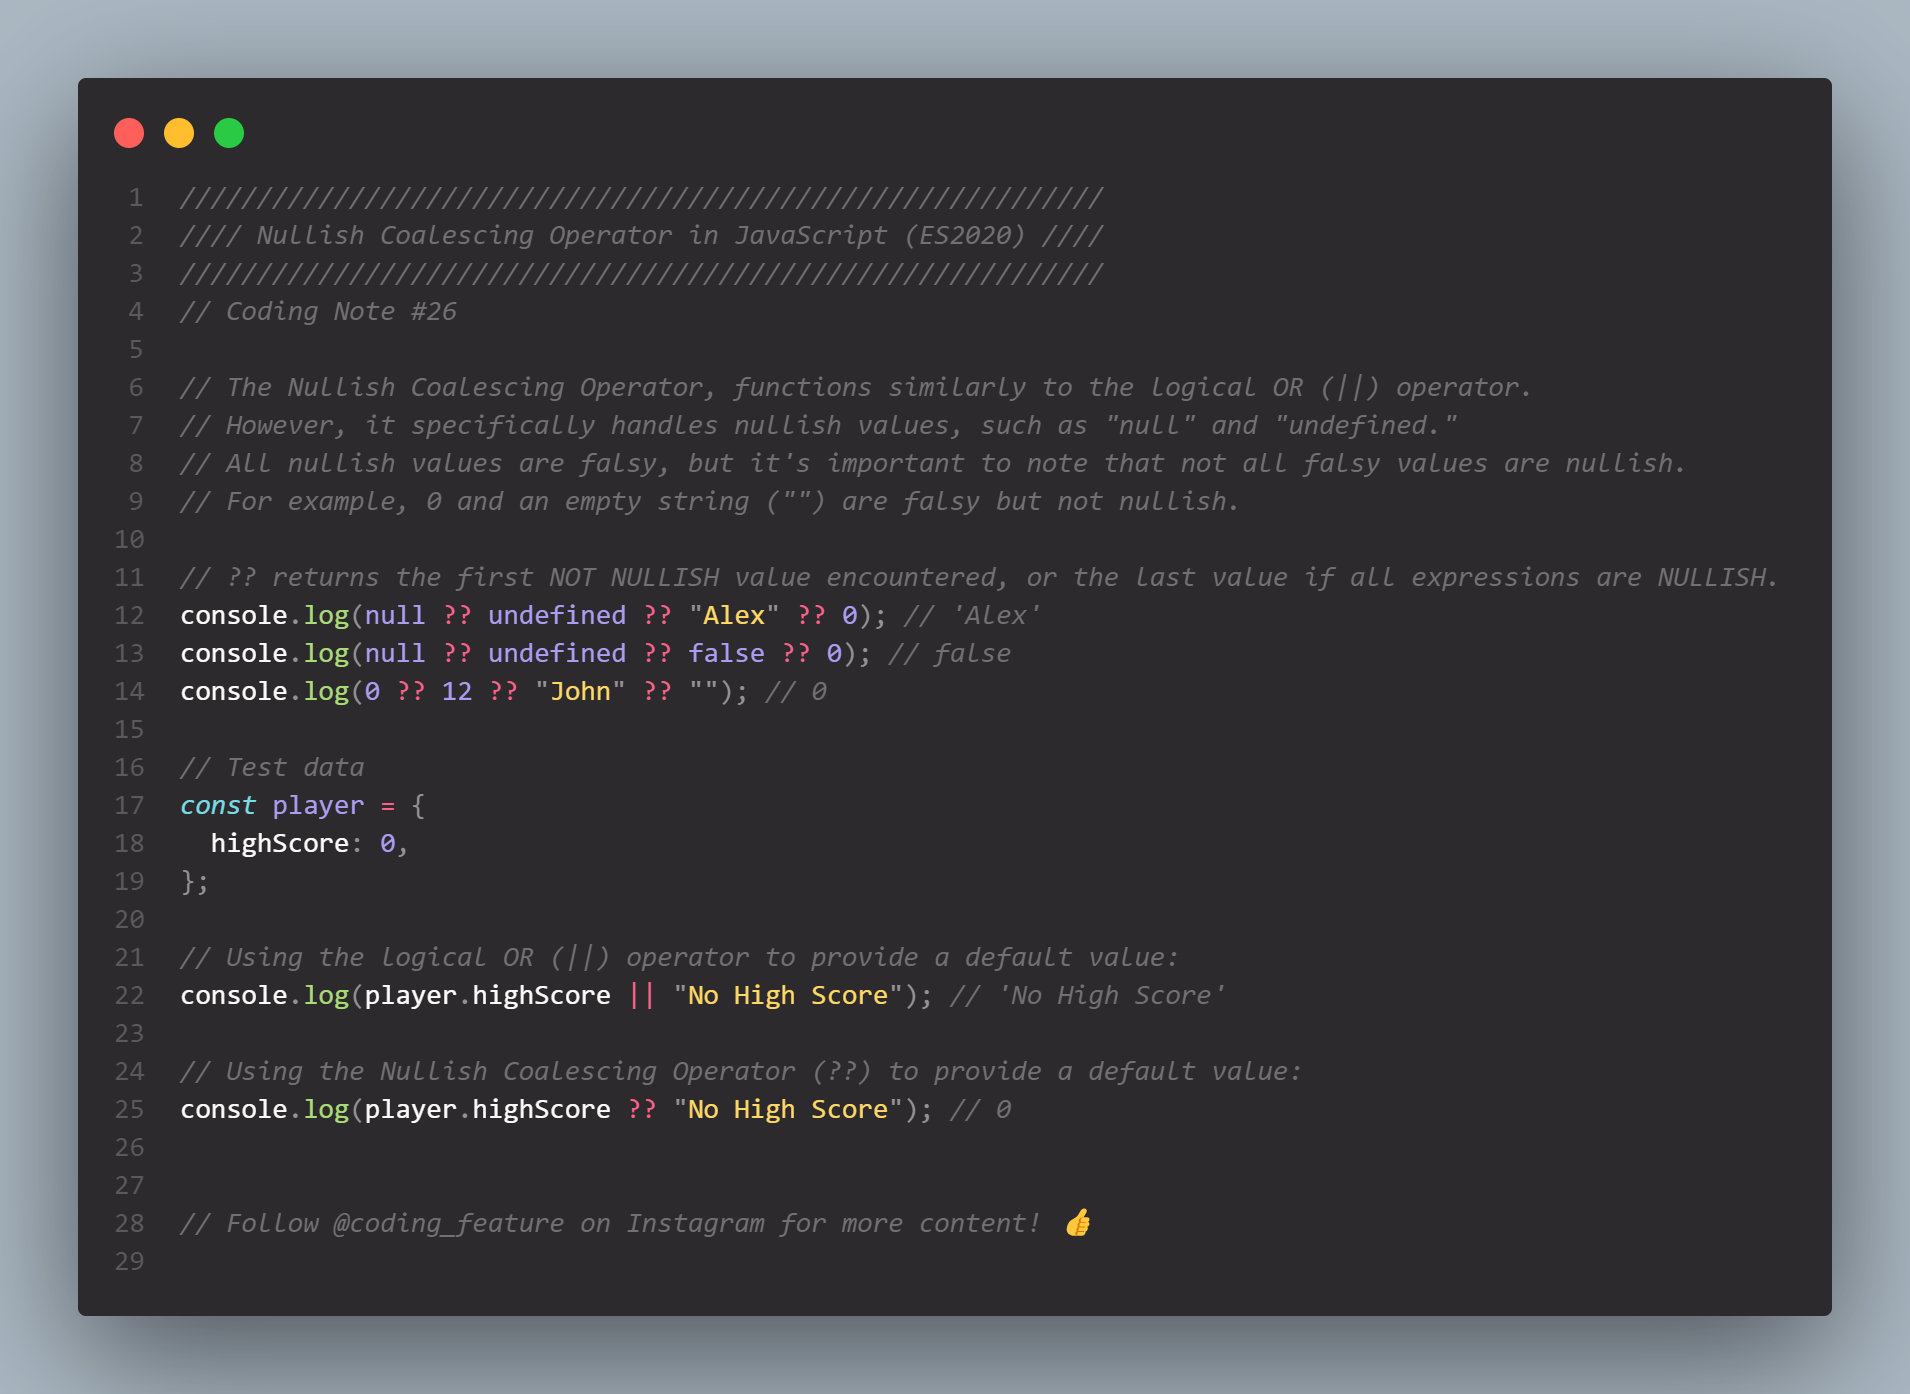 1 ////////////////////////////////////////////////////////////
2 //// Nullish Coalescing Operator in JavaScript (ES2020) ////
3 ////////////////////////////////////////////////////////////
4 // Coding Note #26
5
6 // The Nullish Coalescing Operator, functions similarly to the logical OR (||) operator.
7 // However, it specifically handles nullish values, such as "null" and "undefined."
8 // All nullish values are falsy, but it's important to note that not all falsy values are nullish.
9 // For example, 0 and an empty string ("") are falsy but not nullish.
10
11 // ?? returns the first NOT NULLISH value encountered, or the last value if all expressions are NULLISH.
12 console.log(null ?? undefined ?? "Alex" ?? 0); // 'Alex'
13 console.log(null ?? undefined ?? false ?? 0); // false
14 console.log(0 ?? 12 ?? "John" ?? ""); // 0
15
16 // Test data
17 const player = {
18   highScore: 0,
19 };
20
21 // Using the logical OR (||) operator to provide a default value:
22 console.log(player.highScore || "No High Score"); // 'No High Score'
23
24 // Using the Nullish Coalescing Operator (??) to provide a default value:
25 console.log(player.highScore ?? "No High Score"); // 0
26
27
28 // Follow @coding_feature on Instagram for more content! 👍
29